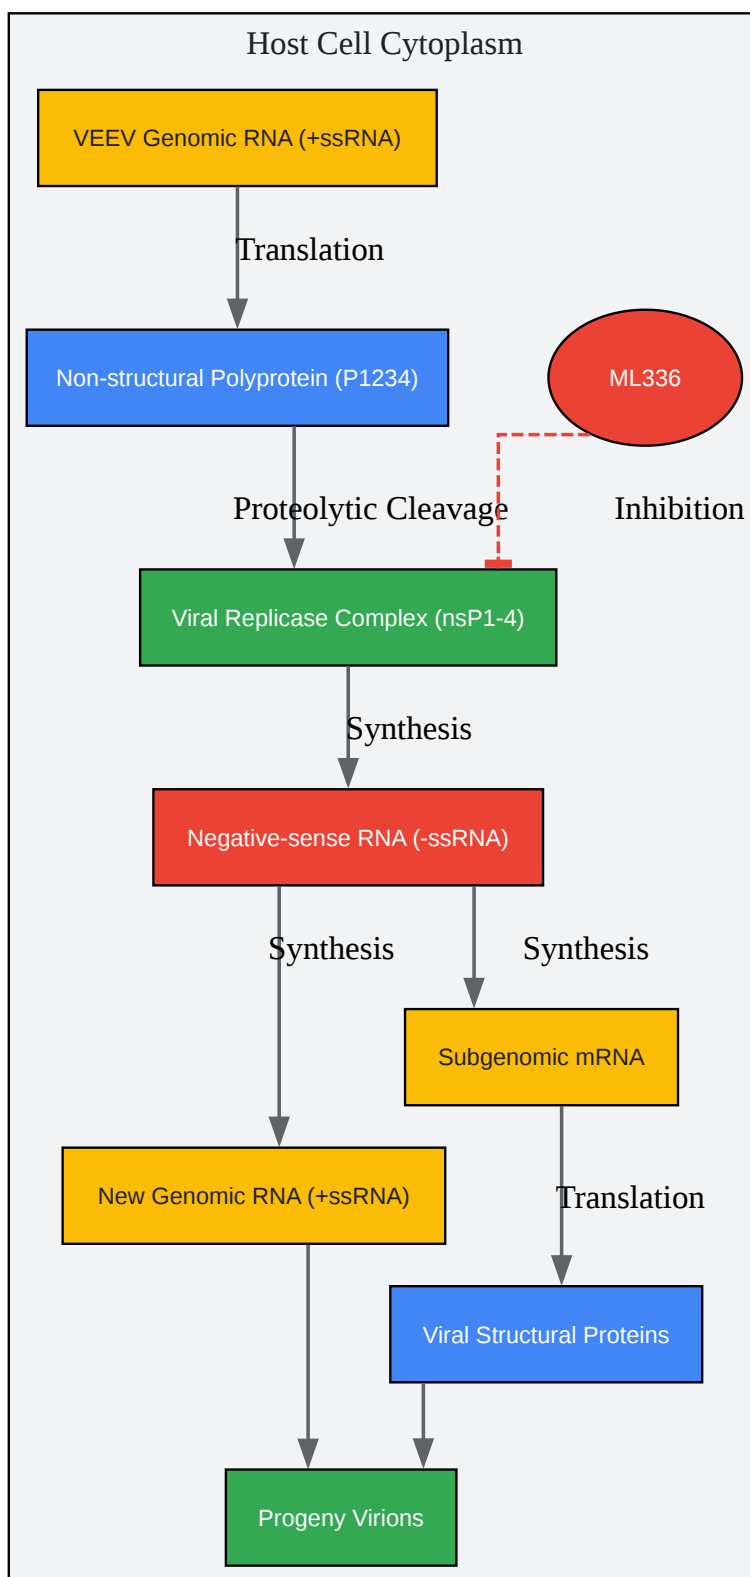 Host Cell Cytoplasm
VEEV Genomic RNA (+ssRNA)
Translation
Non-structural Polyprotein (P1234)
ML336
Proteolytic Cleavage
Inhibition
Viral Replicase Complex (nsP1-4)
Synthesis
Negative-sense RNA (-ssRNA)
Synthesis
Synthesis
Subgenomic mRNA
New Genomic RNA (+ssRNA)
Translation
Viral Structural Proteins
Progeny Virions